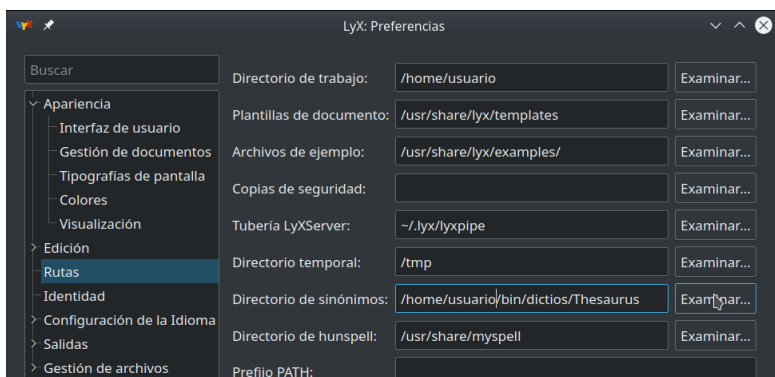 LyX: Preferencias
Buscar
Apariencia
Interfaz de usuario
Gestión de documentos
Tipografías de pantalla
Colores
Visualización
Edición
Rutas
Identidad
Configuración de la Idioma
Salidas
Gestión de archivos
Directorio de trabajo: /home/usuario Examinar...
Plantillas de documento: /usr/share/lyx/templates Examinar...
Archivos de ejemplo: /usr/share/lyx/examples/ Examinar...
Copias de seguridad: Examinar...
Tubería LyXServer: ~/.lyx/lyxpipe Examinar...
Directorio temporal: /tmp Examinar...
Directorio de sinónimos: /home/usuario/bin/dictios/Thesaurus Examinar...
Directorio de hunspell: /usr/share/myspell Examinar...
Prefijo PATH: